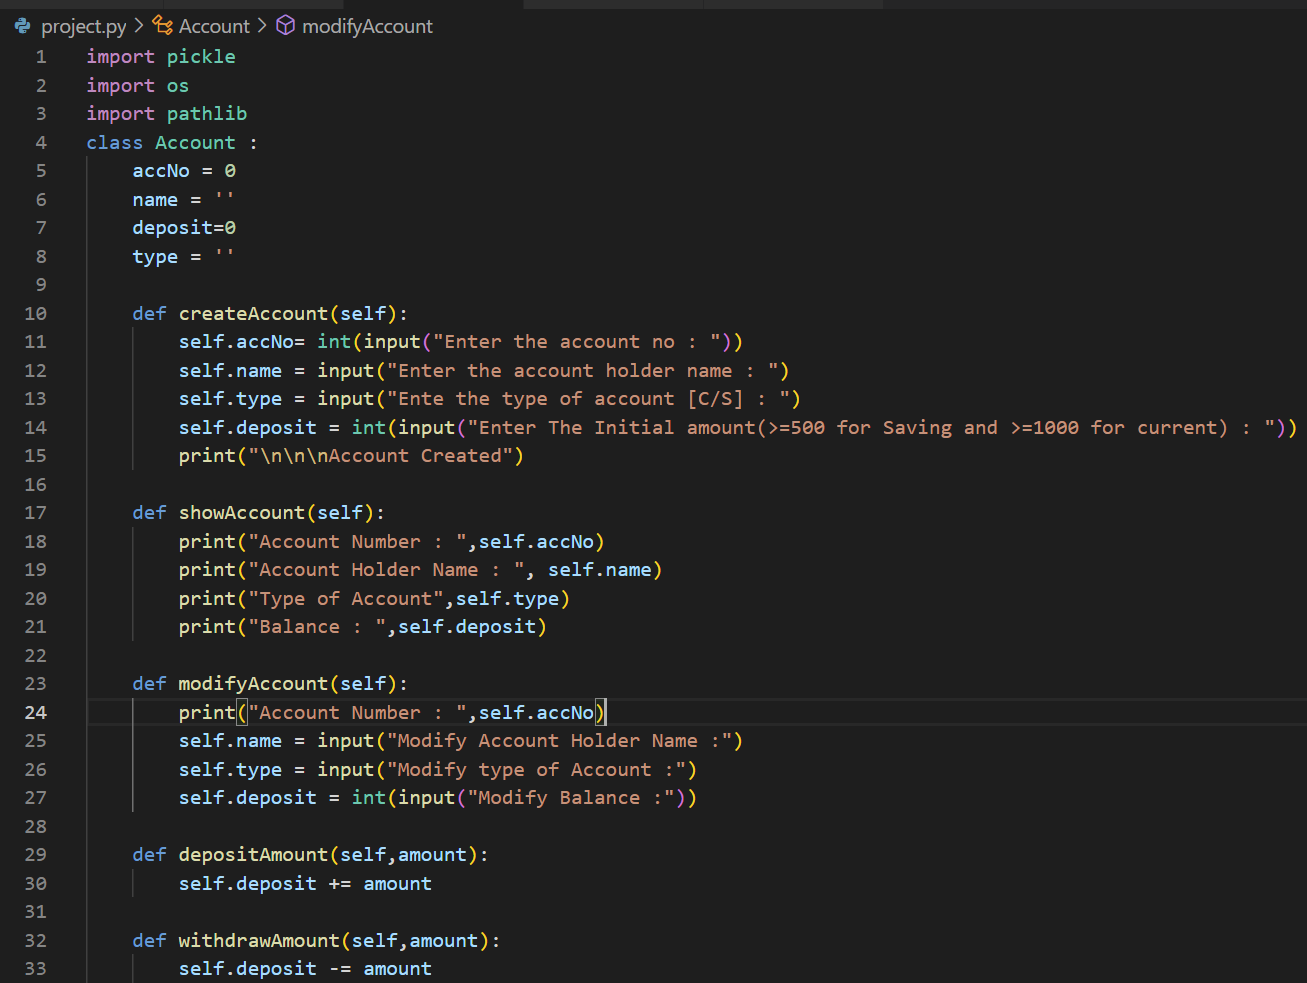 project.py > Account > modifyAccount
1 import pickle
2 import os
3 import pathlib
4 class Account :
5     accNo = 0
6     name = ''
7     deposit=0
8     type = ''
9
10     def createAccount(self):
11         self.accNo= int(input("Enter the account no : "))
12         self.name = input("Enter the account holder name : ")
13         self.type = input("Ente the type of account [C/S] : ")
14         self.deposit = int(input("Enter The Initial amount(>=500 for Saving and >=1000 for current) : "))
15         print("\n\n\nAccount Created")
16
17     def showAccount(self):
18         print("Account Number : ",self.accNo)
19         print("Account Holder Name : ", self.name)
20         print("Type of Account",self.type)
21         print("Balance : ",self.deposit)
22
23     def modifyAccount(self):
24         print("Account Number : ",self.accNo)
25         self.name = input("Modify Account Holder Name :")
26         self.type = input("Modify type of Account :")
27         self.deposit = int(input("Modify Balance :"))
28
29     def depositAmount(self,amount):
30         self.deposit += amount
31
32     def withdrawAmount(self,amount):
33         self.deposit -= amount